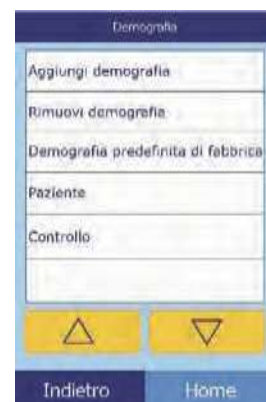 Demografia
Aggiungi demografia
Rimuovi demografia
Demografia predefinita di fabbrica
Paziente
Controllo
Indietro Home